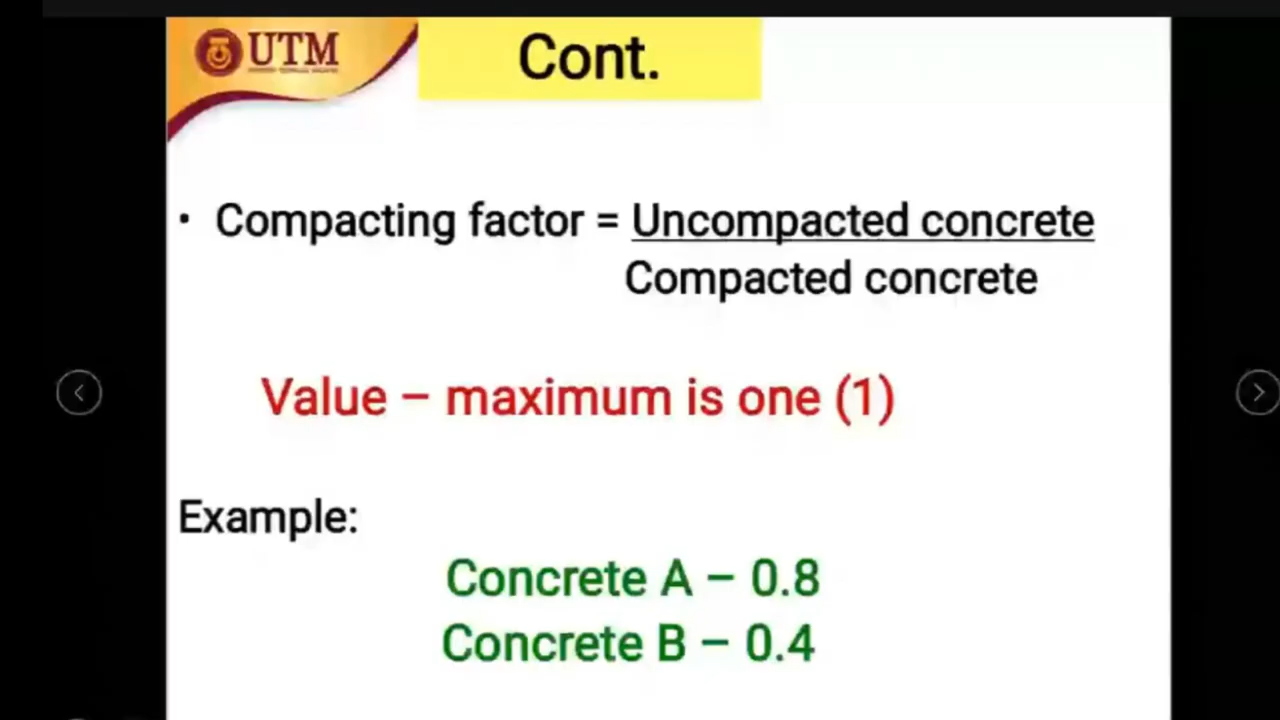 UTM
Cont.
• Compacting factor = Uncompacted concrete
Compacted concrete
Value – maximum is one (1)
Example:
Concrete A – 0.8
Concrete B – 0.4